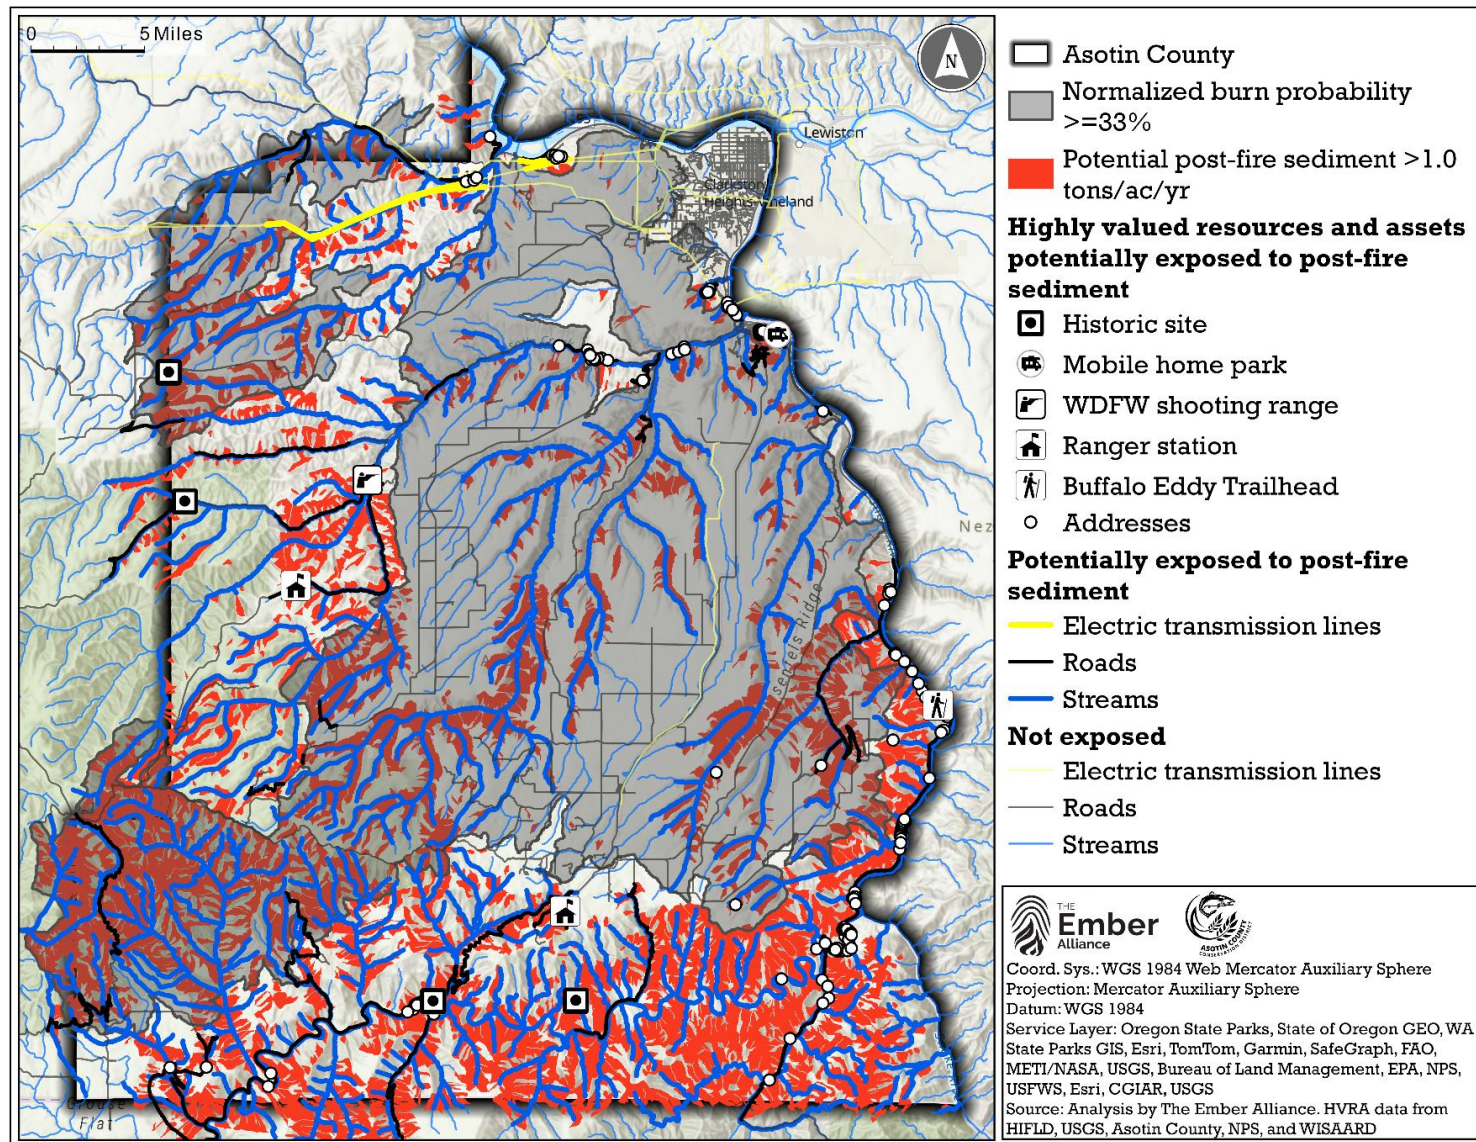 0 5 Miles
N
Lewiston
Clarkston
Heights-Vineland
Nez
Ridge
Grouse
Flat
Asotin County
Normalized burn probability
>=33%
Potential post-fire sediment >1.0
tons/ac/yr
Highly valued resources and assets
potentially exposed to post-fire
sediment
Historic site
Mobile home park
WDFW shooting range
Ranger station
Buffalo Eddy Trailhead
Addresses
Potentially exposed to post-fire
sediment
Electric transmission lines
Roads
Streams
Not exposed
Electric transmission lines
Roads
Streams
THE
Ember
Alliance
ASOTIN COUNTY
CONSERVATION DISTRICT
Coord. Sys.: WGS 1984 Web Mercator Auxiliary Sphere
Projection: Mercator Auxiliary Sphere
Datum: WGS 1984
Service Layer: Oregon State Parks, State of Oregon GEO, WA
State Parks GIS, Esri, TomTom, Garmin, SafeGraph, FAO,
METI/NASA, USGS, Bureau of Land Management, EPA, NPS,
USFWS, Esri, CGIAR, USGS
Source: Analysis by The Ember Alliance. HVRA data from
HIFLD, USGS, Asotin County, NPS, and WISAARD